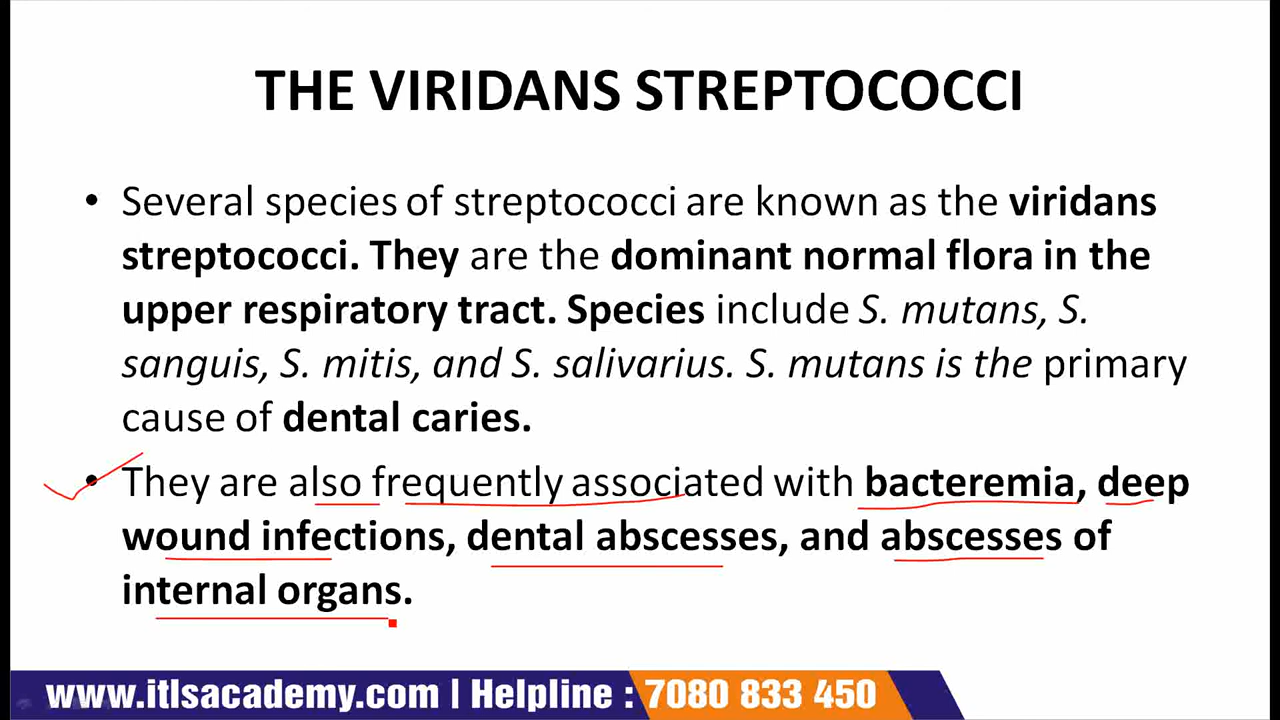 THE VIRIDANS STREPTOCOCCI
• Several species of streptococci are known as the viridans
streptococci. They are the dominant normal flora in the
upper respiratory tract. Species include S. mutans, S.
sanguis, S. mitis, and S. salivarius. S. mutans is the primary
cause of dental caries.
• They are also frequently associated with bacteremia, deep
wound infections, dental abscesses, and abscesses of
internal organs.
www.itlsacademy.com | Helpline : 7080 833 450